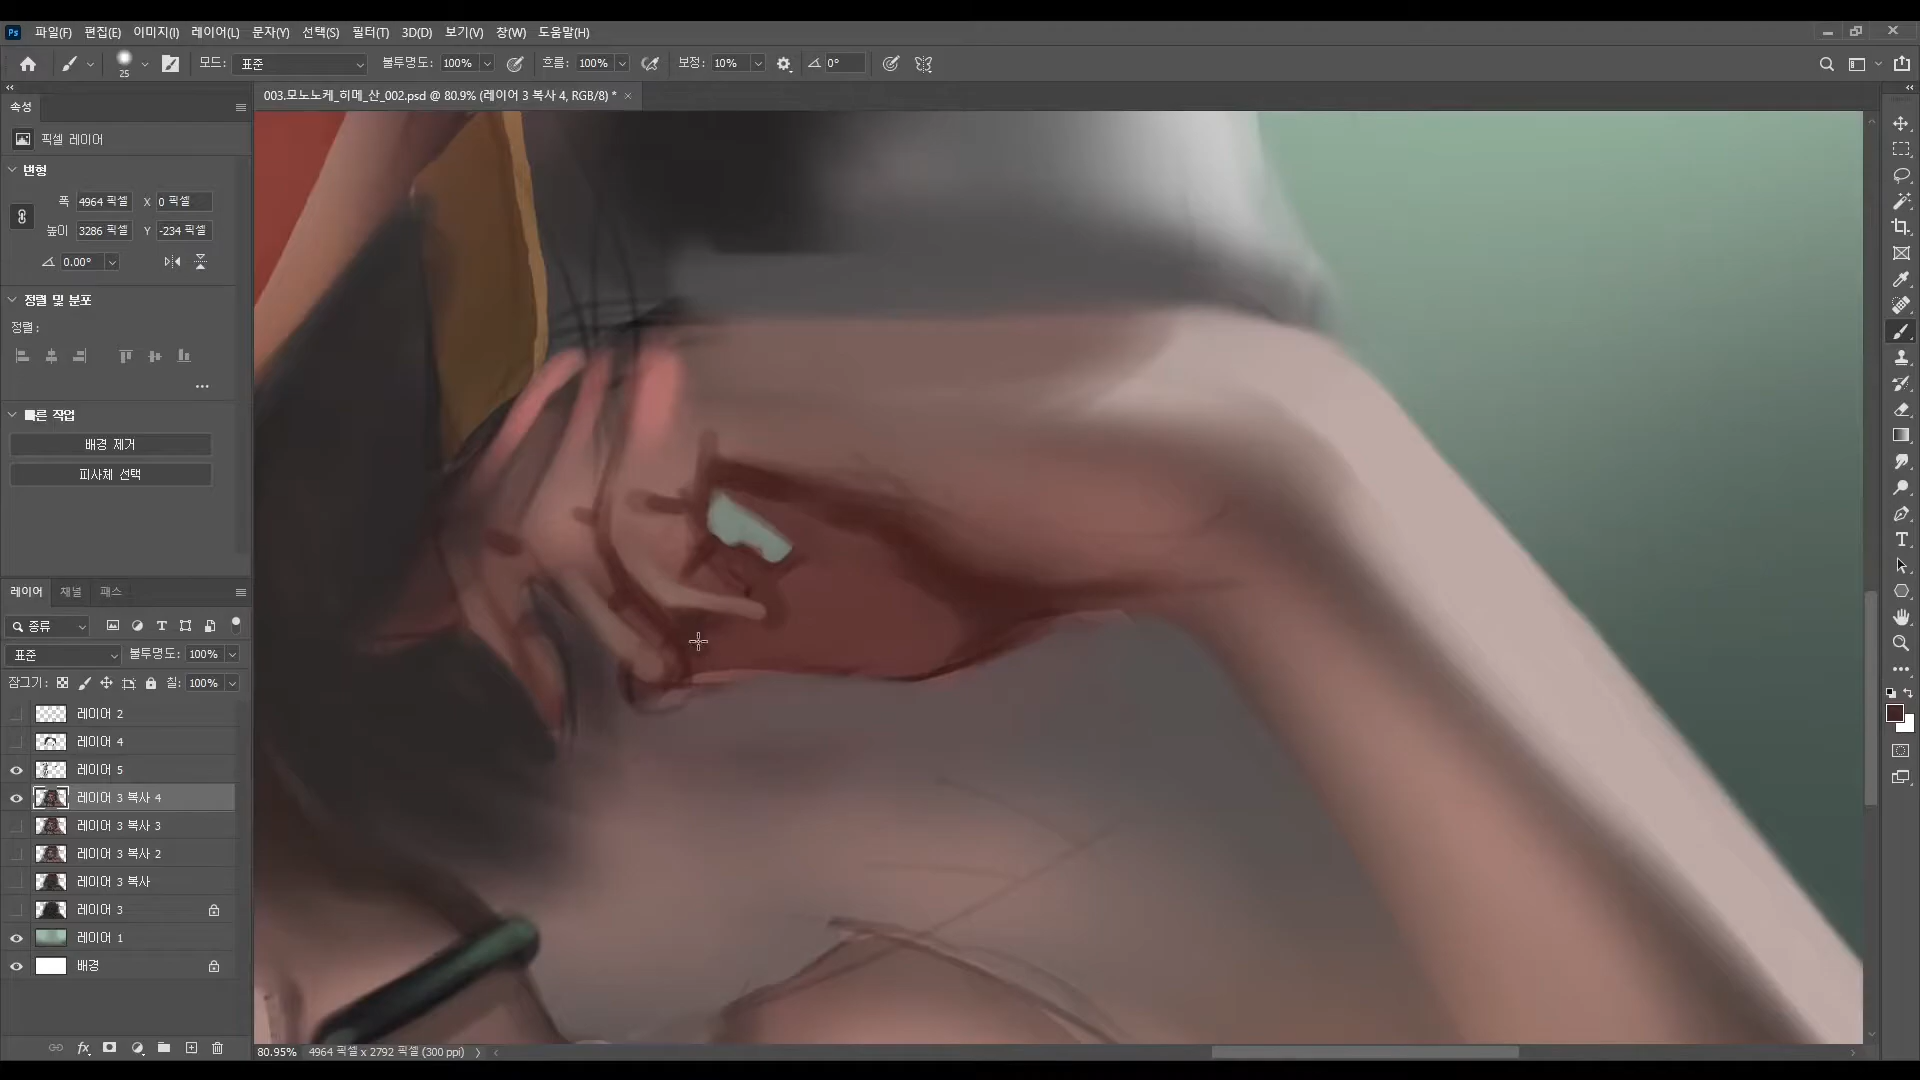 Ps 파일(F) 편집(E) 이미지(I) 레이어(L) 문자(Y) 선택(S) 필터(T) 3D(D) 보기(V) 창(W) 도움말(H)
25 모드: 표준 불투명도: 100% 흐름: 100% 보정: 10% 0°
003.모노노케_히메_산_002.psd @ 80.9% (레이어 3 복사 4, RGB/8) *
속성
픽셀 레이어
변형
폭 4964 픽셀 X 0 픽셀
높이 3286 픽셀 Y -234 픽셀
0.00°
정렬 및 분포
정렬:
빠른 작업
배경 제거
피사체 선택
레이어 채널 패스
종류
표준 불투명도: 100%
잠그기: 칠: 100%
레이어 2
레이어 4
레이어 5
레이어 3 복사 4
레이어 3 복사 3
레이어 3 복사 2
레이어 3 복사
레이어 3
레이어 1
배경
fx
80.95% 4964 픽셀 x 2792 픽셀 (300 ppi)